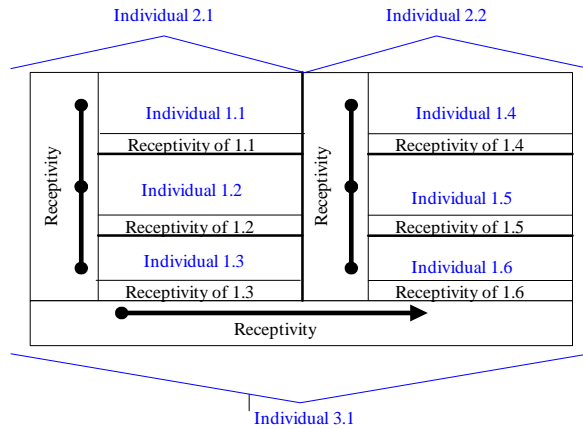 Individual 2.1
Individual 2.2
Receptivity
Individual 1.1
Receptivity of 1.1
Individual 1.2
Receptivity of 1.2
Individual 1.3
Receptivity of 1.3
Receptivity
Individual 1.4
Receptivity of 1.4
Individual 1.5
Receptivity of 1.5
Individual 1.6
Receptivity of 1.6
Receptivity
Individual 3.1